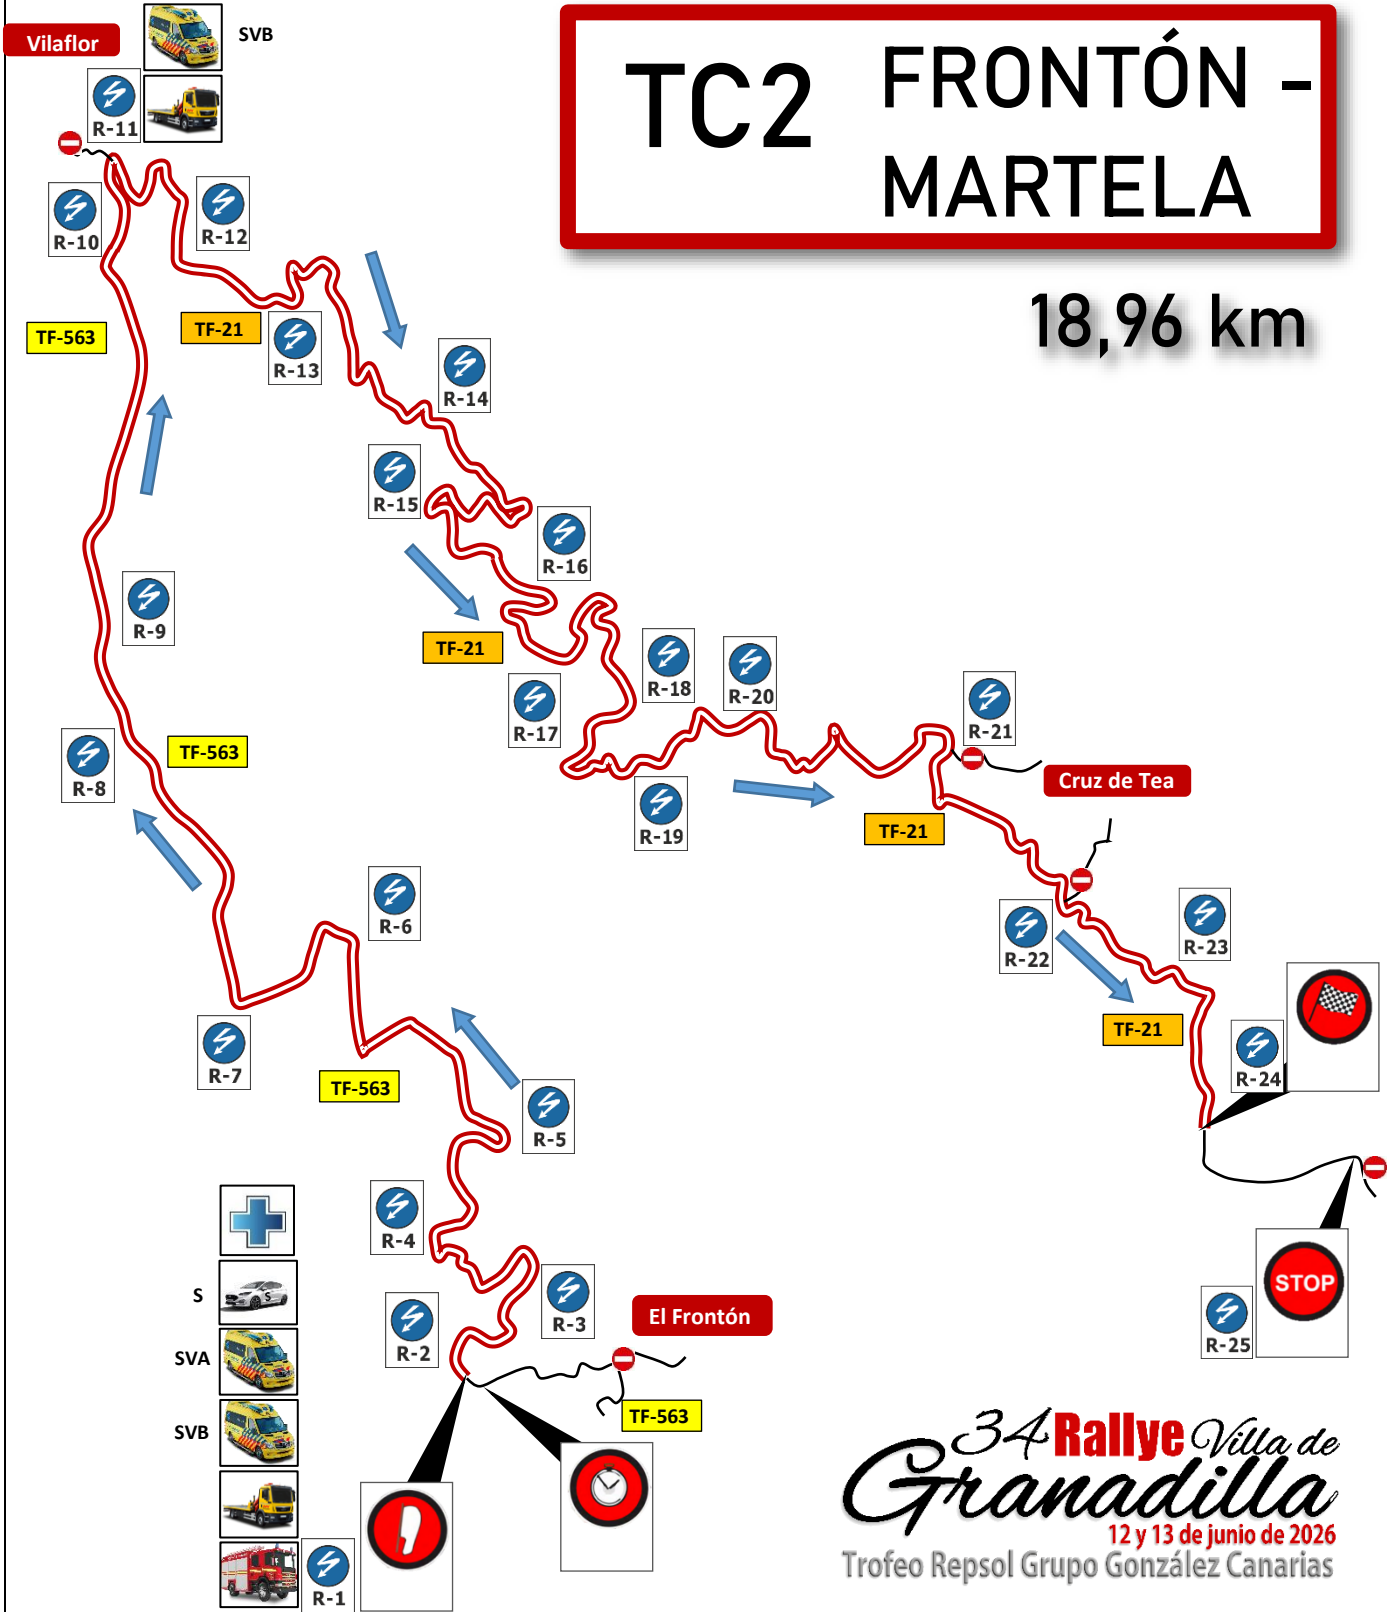 Vilaflor
SVB
TC2
FRONTÓN -
MARTELA
18,96 km
R-11
R-10
R-12
TF-563
TF-21
R-13
R-14
R-15
R-16
R-9
TF-21
R-18
R-20
R-17
R-21
TF-563
R-8
Cruz de Tea
R-19
TF-21
R-6
R-23
R-22
TF-21
R-7
R-24
TF-563
R-5
R-4
S
STOP
R-3
El Frontón
R-25
R-2
SVA
TF-563
SVB
R-1
34 Rallye Villa de
Granadilla
12 y 13 de junio de 2026
Trofeo Repsol Grupo González Canarias